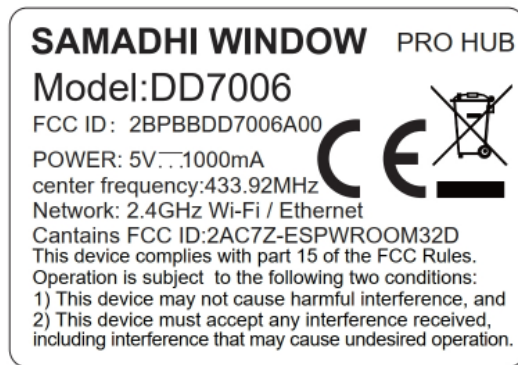 SAMADHI WINDOW PRO HUB
Model:DD7006
FCC ID: 2BPBBDD7006A00
POWER: 5V⎓1000mA
center frequency:433.92MHz
Network: 2.4GHz Wi-Fi / Ethernet
Cantains FCC ID:2AC7Z-ESPWROOM32D
This device complies with part 15 of the FCC Rules.
Operation is subject to the following two conditions:
1) This device may not cause harmful interference, and
2) This device must accept any interference received,
including interference that may cause undesired operation.
CE